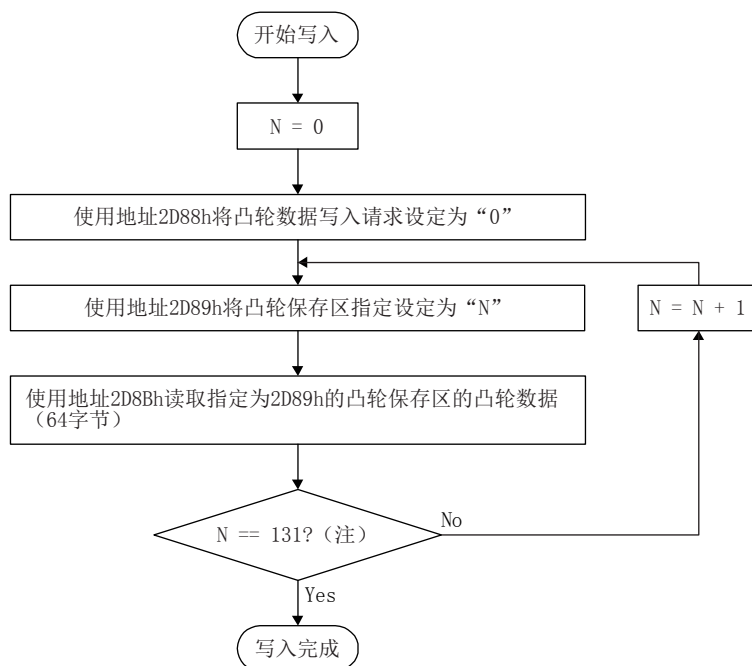 开始写入
N = 0
使用地址2D88h将凸轮数据写入请求设定为“0”
使用地址2D89h将凸轮保存区指定设定为“N”
N = N + 1
使用地址2D8Bh读取指定为2D89h的凸轮保存区的凸轮数据
（64字节）
N == 131?（注）
No
Yes
写入完成